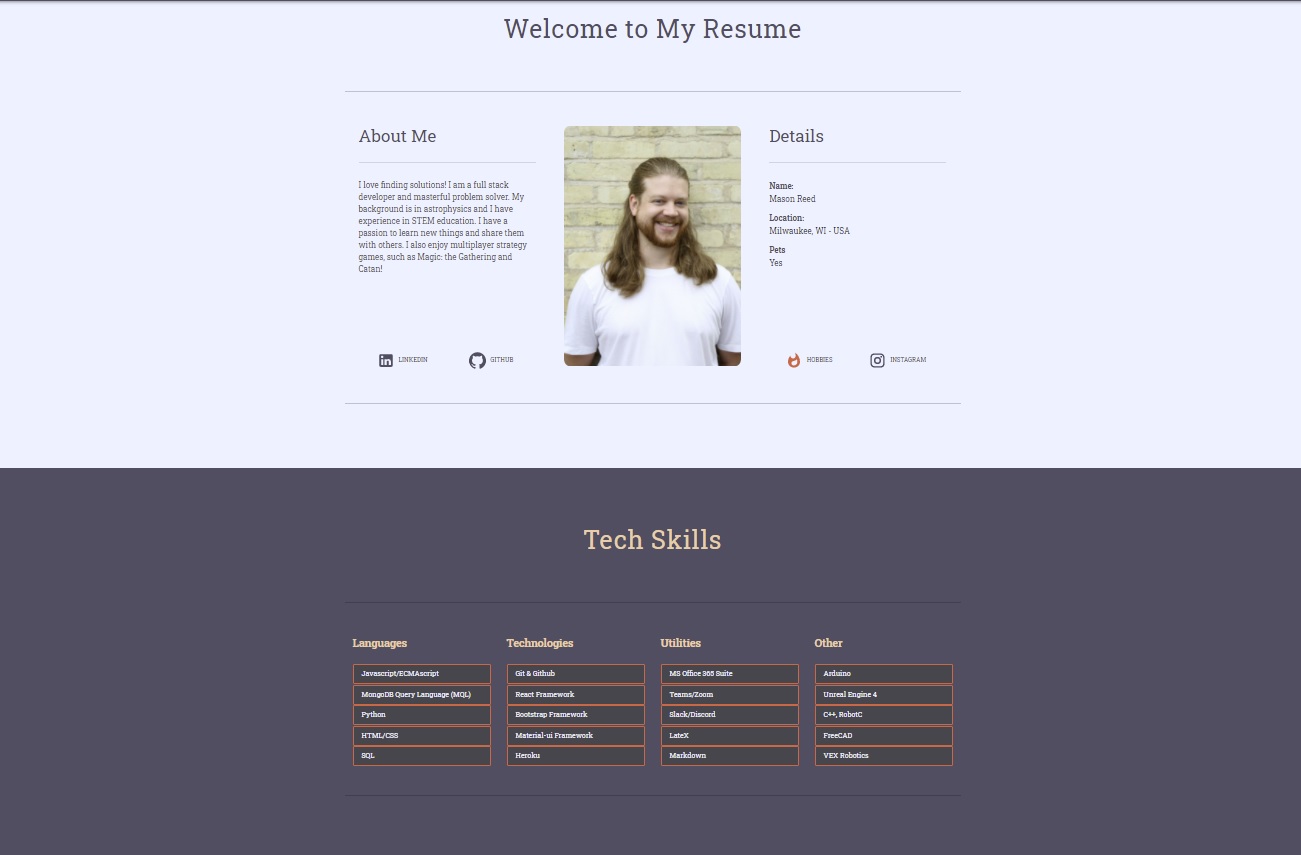 Welcome to My Resume
About Me
I love finding solutions! I am a full stack
developer and masterful problem solver. My
background is in astrophysics and I have
experience in STEM education. I have a
passion to learn new things and share them
with others. I also enjoy multiplayer strategy
games, such as Magic: the Gathering and
Catan!
LINKEDIN
GITHUB
Details
Name:
Mason Reed
Location:
Milwaukee, WI - USA
Pets
Yes
HOBBIES
INSTAGRAM
Tech Skills
Languages
Javascript/ECMAscript
MongoDB Query Language (MQL)
Python
HTML/CSS
SQL
Technologies
Git & Github
React Framework
Bootstrap Framework
Material-ui Framework
Heroku
Utilities
MS Office 365 Suite
Teams/Zoom
Slack/Discord
LateX
Markdown
Other
Arduino
Unreal Engine 4
C++, RobotC
FreeCAD
VEX Robotics